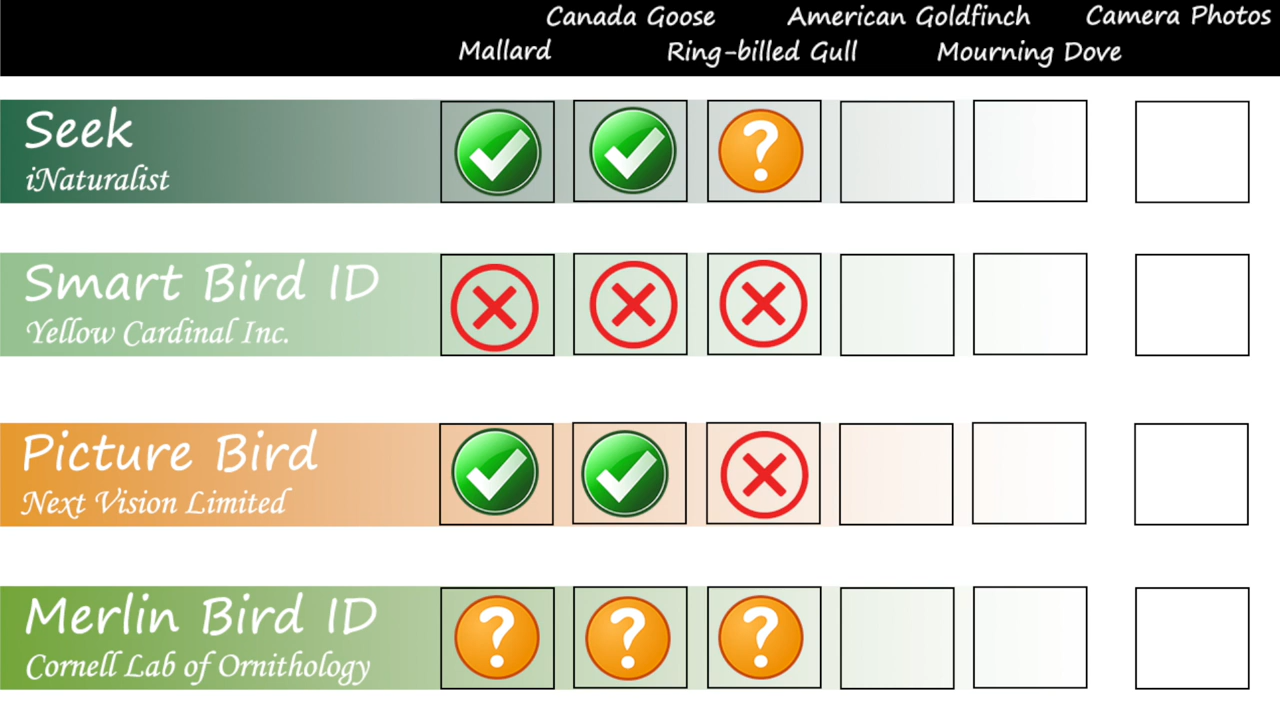 Canada Goose
American Goldfinch
Camera Photos
Mallard
Ring-billed Gull
Mourning Dove
Seek
iNaturalist
?
Smart Bird ID
Yellow Cardinal Inc.
Picture Bird
Next Vision Limited
Merlin Bird ID
Cornell Lab of Ornithology
? ? ?